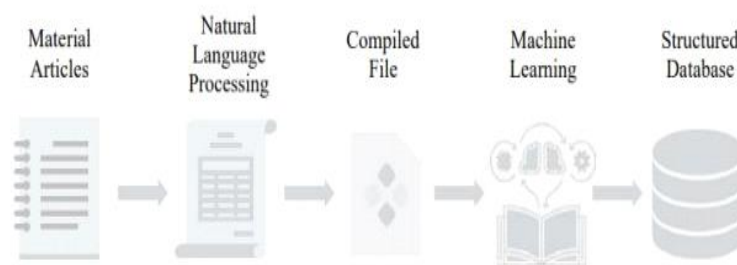 Material
Articles
Natural
Language
Processing
Compiled
File
Machine
Learning
Structured
Database